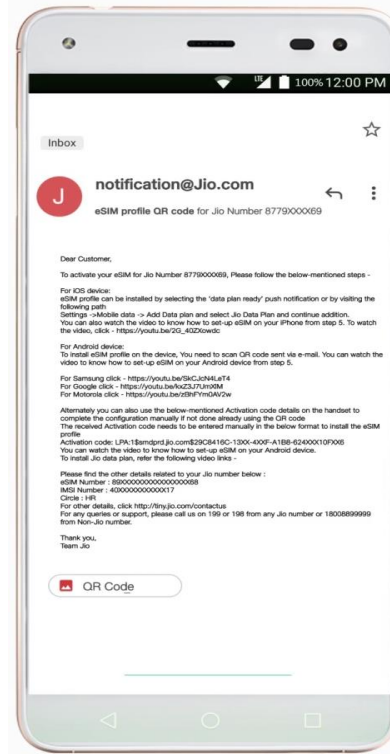 LTE 100% 12:00 PM
Inbox
J
notification@Jio.com
eSIM profile QR code for Jio Number 8779XXXX69
Dear Customer,
To activate your eSIM for Jio Number 8779XXXX69, Please follow the below-mentioned steps -
For iOS device:
eSIM profile can be installed by selecting the 'data plan ready' push notification or by visiting the
following path
Settings ->Mobile data -> Add Data plan and select Jio Data Plan and continue addition.
You can also watch the video to know how to set-up eSIM on your iPhone from step 5. To watch
the video, click - https://youtu.be/2G_40ZXowdc
For Android device:
To install eSIM profile on the device, You need to scan QR code sent via e-mail. You can watch the
video to know how to set-up eSIM on your Android device from step 5.
For Samsung click - https://youtu.be/SkCJcN4LeT4
For Google click - https://youtu.be/kxZ3J7UmXlM
For Motorola click - https://youtu.be/zBhFYm0AV2w
Alternately you can also use the below-mentioned Activation code details on the handset to
complete the configuration manually if not done already using the QR code
The received Activation code needs to be entered manually in the below format to install the eSIM
profile
Activation code: LPA:1$smdprd.jio.com$29C8416C-13XX-4XXF-A1B8-624XXX10FXX6
You can watch the video to know how to set-up eSIM on your Android device.
To install Jio data plan, refer the following video links -
Please find the other details related to your Jio number below :
eSIM Number : 89XXXXXXXXXXXXXXXX68
IMSI Number : 40XXXXXXXXXXX17
Circle : HR
For other details, click http://tiny.jio.com/contactus
For any queries or support, please call us on 199 or 198 from any Jio number or 18008899999
from Non-Jio number.
Thank you,
Team Jio
QR Code